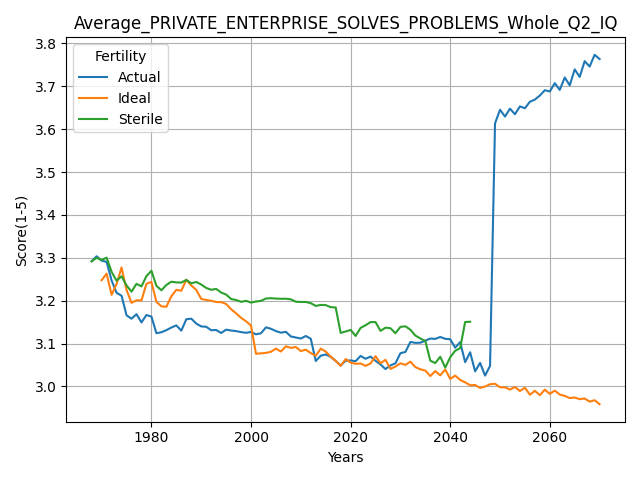 Average_PRIVATE_ENTERPRISE_SOLVES_PROBLEMS_Whole_Q2_IQ
3.8
3.7
3.6
3.5
3.4
3.3
3.2
3.1
3.0
Score(1-5)
Fertility
Actual
Ideal
Sterile
1980 2000 2020 2040 2060
Years